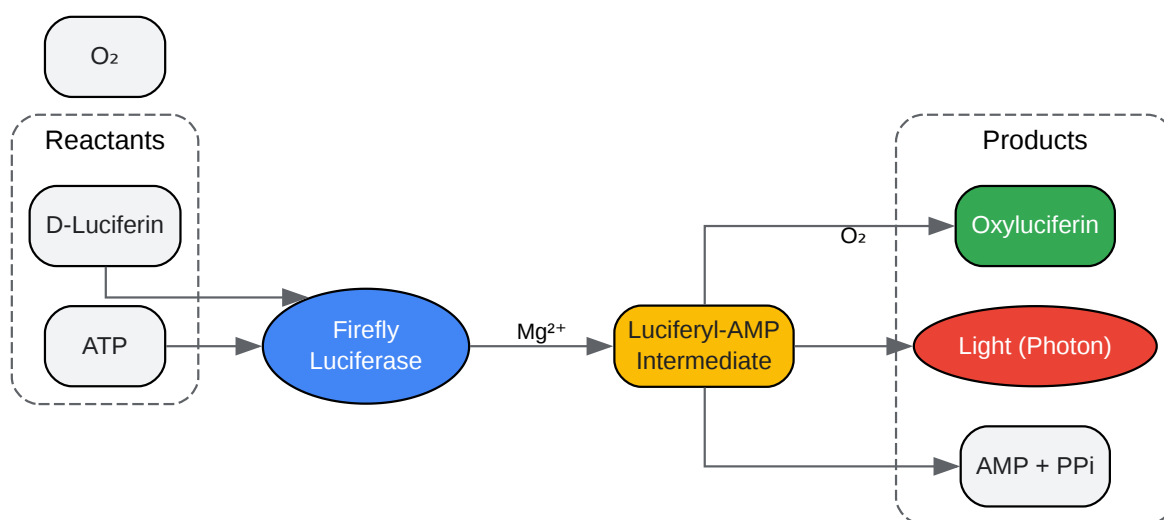 O₂
Reactants
D-Luciferin
ATP
Firefly
Luciferase
Mg²⁺
Luciferyl-AMP
Intermediate
O₂
Products
Oxyluciferin
Light (Photon)
AMP + PPi